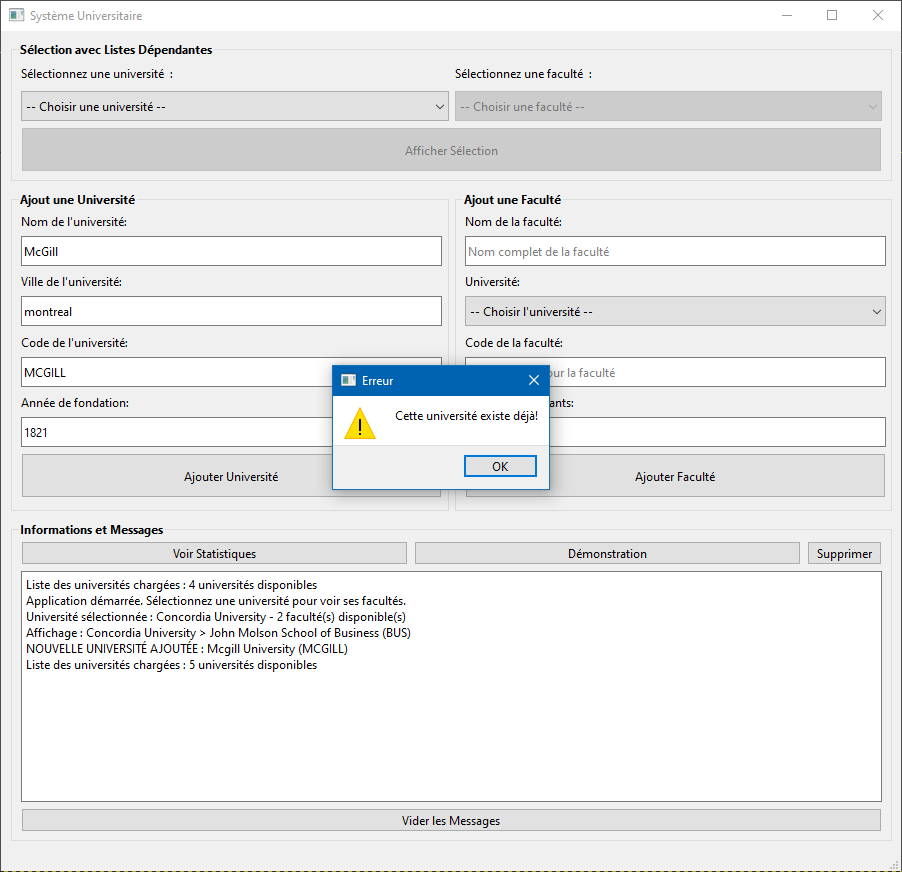 Système Universitaire
Sélection avec Listes Dépendantes
Sélectionnez une université :
Sélectionnez une faculté :
-- Choisir une université --
-- Choisir une faculté --
Afficher Sélection
Ajout une Université
Ajout une Faculté
Nom de l'université:
Nom de la faculté:
McGill
Nom complet de la faculté
Ville de l'université:
Université:
montreal
-- Choisir l'université --
Code de l'université:
Code de la faculté:
MCGILL
la faculté
Année de fondation:
1821
Erreur
Cette université existe déjà!
OK
Ajouter Université
Ajouter Faculté
Informations et Messages
Voir Statistiques
Démonstration
Supprimer
Liste des universités chargées : 4 universités disponibles
Application démarrée. Sélectionnez une université pour voir ses facultés.
Université sélectionnée : Concordia University - 2 faculté(s) disponible(s)
Affichage : Concordia University > John Molson School of Business (BUS)
NOUVELLE UNIVERSITÉ AJOUTÉE : Mcgill University (MCGILL)
Liste des universités chargées : 5 universités disponibles
Vider les Messages